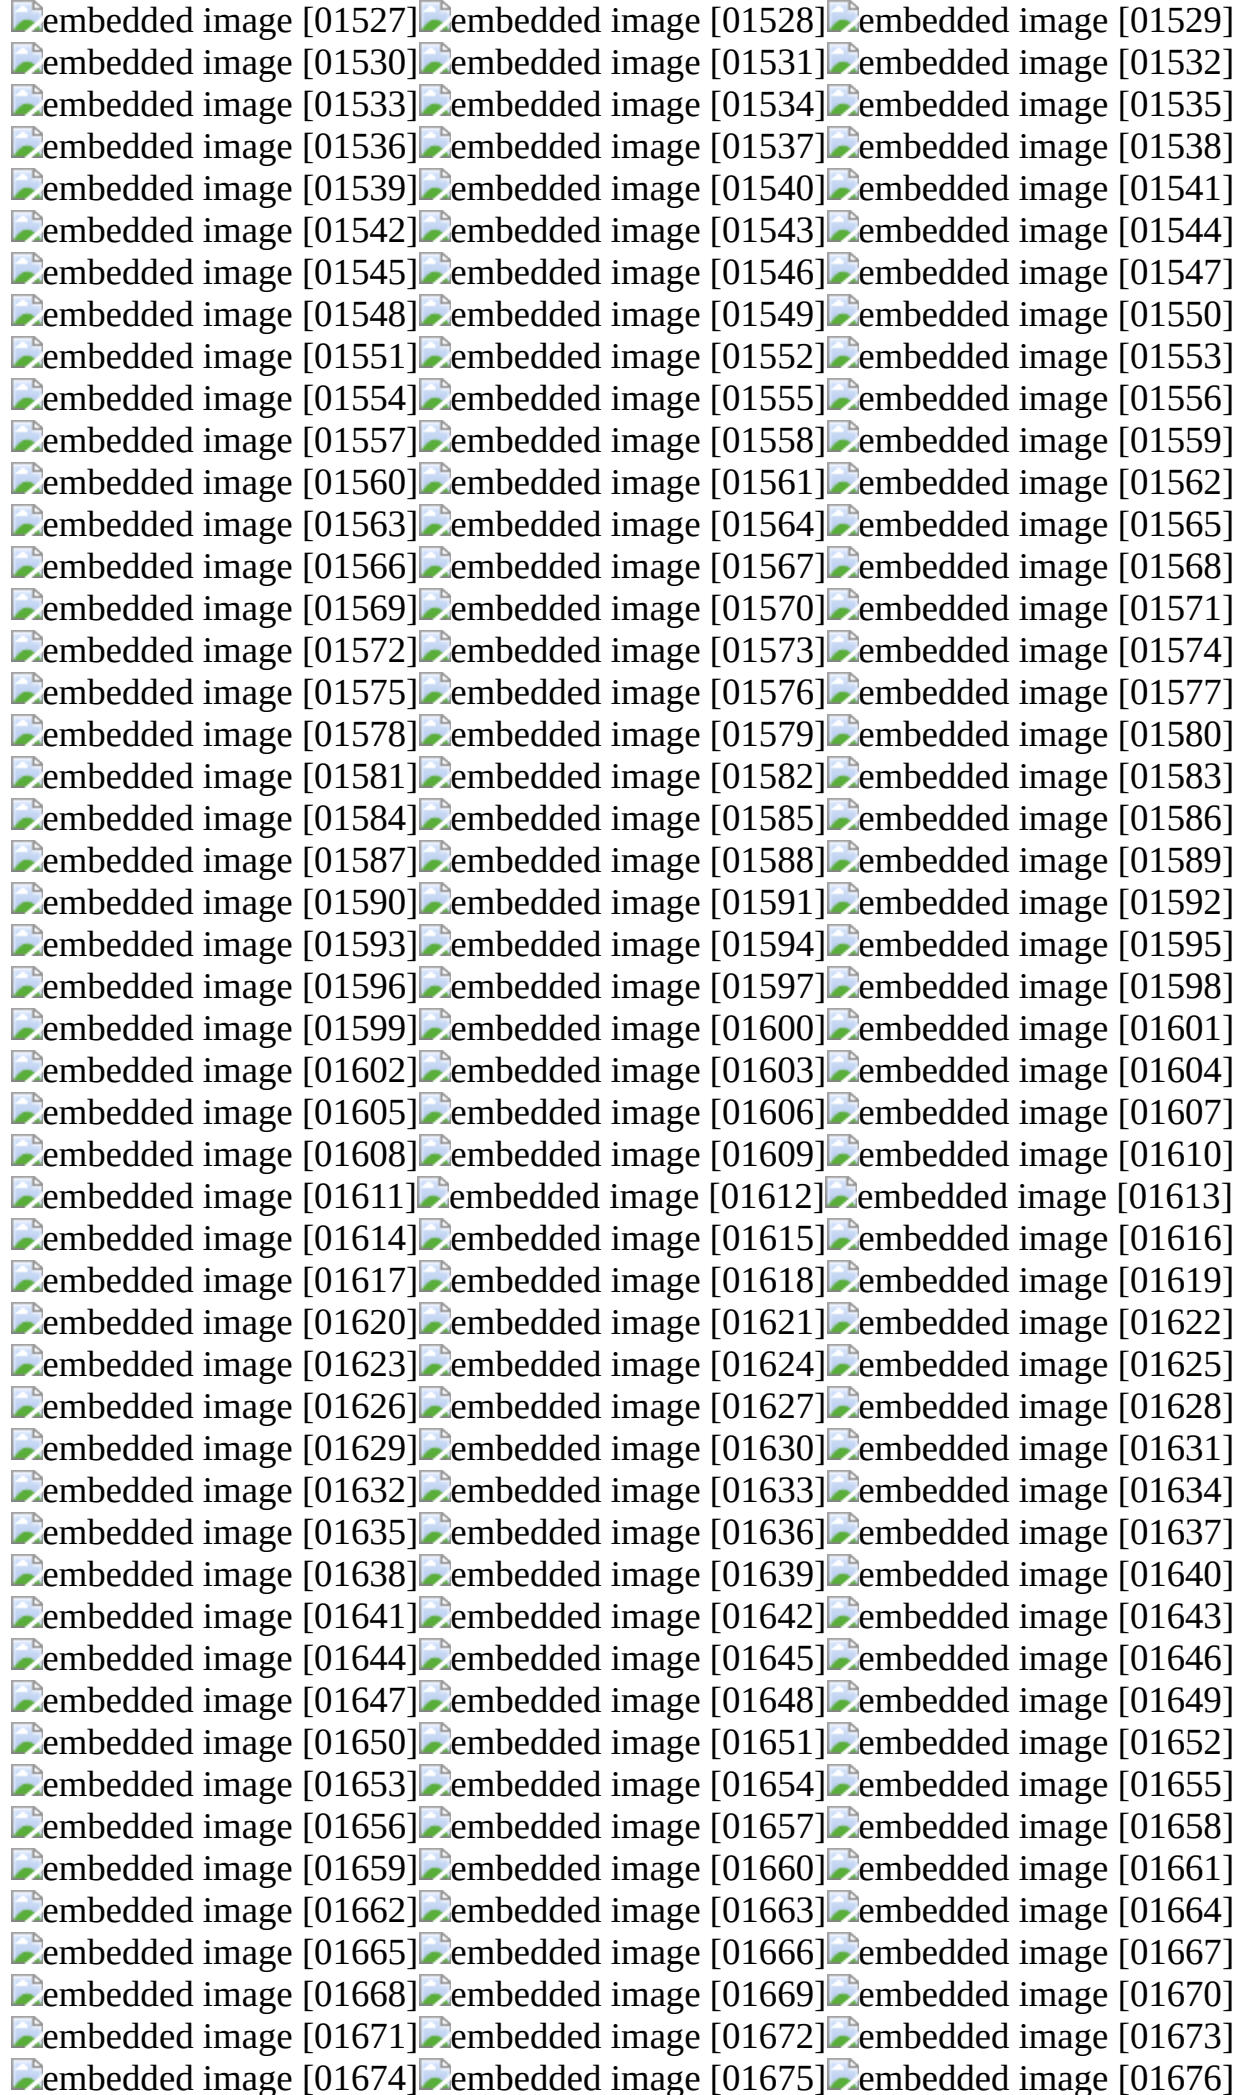 embedded image [01527]embedded image [01528]embedded image [01529]
embedded image [01530]embedded image [01531]embedded image [01532]
embedded image [01533]embedded image [01534]embedded image [01535]
embedded image [01536]embedded image [01537]embedded image [01538]
embedded image [01539]embedded image [01540]embedded image [01541]
embedded image [01542]embedded image [01543]embedded image [01544]
embedded image [01545]embedded image [01546]embedded image [01547]
embedded image [01548]embedded image [01549]embedded image [01550]
embedded image [01551]embedded image [01552]embedded image [01553]
embedded image [01554]embedded image [01555]embedded image [01556]
embedded image [01557]embedded image [01558]embedded image [01559]
embedded image [01560]embedded image [01561]embedded image [01562]
embedded image [01563]embedded image [01564]embedded image [01565]
embedded image [01566]embedded image [01567]embedded image [01568]
embedded image [01569]embedded image [01570]embedded image [01571]
embedded image [01572]embedded image [01573]embedded image [01574]
embedded image [01575]embedded image [01576]embedded image [01577]
embedded image [01578]embedded image [01579]embedded image [01580]
embedded image [01581]embedded image [01582]embedded image [01583]
embedded image [01584]embedded image [01585]embedded image [01586]
embedded image [01587]embedded image [01588]embedded image [01589]
embedded image [01590]embedded image [01591]embedded image [01592]
embedded image [01593]embedded image [01594]embedded image [01595]
embedded image [01596]embedded image [01597]embedded image [01598]
embedded image [01599]embedded image [01600]embedded image [01601]
embedded image [01602]embedded image [01603]embedded image [01604]
embedded image [01605]embedded image [01606]embedded image [01607]
embedded image [01608]embedded image [01609]embedded image [01610]
embedded image [01611]embedded image [01612]embedded image [01613]
embedded image [01614]embedded image [01615]embedded image [01616]
embedded image [01617]embedded image [01618]embedded image [01619]
embedded image [01620]embedded image [01621]embedded image [01622]
embedded image [01623]embedded image [01624]embedded image [01625]
embedded image [01626]embedded image [01627]embedded image [01628]
embedded image [01629]embedded image [01630]embedded image [01631]
embedded image [01632]embedded image [01633]embedded image [01634]
embedded image [01635]embedded image [01636]embedded image [01637]
embedded image [01638]embedded image [01639]embedded image [01640]
embedded image [01641]embedded image [01642]embedded image [01643]
embedded image [01644]embedded image [01645]embedded image [01646]
embedded image [01647]embedded image [01648]embedded image [01649]
embedded image [01650]embedded image [01651]embedded image [01652]
embedded image [01653]embedded image [01654]embedded image [01655]
embedded image [01656]embedded image [01657]embedded image [01658]
embedded image [01659]embedded image [01660]embedded image [01661]
embedded image [01662]embedded image [01663]embedded image [01664]
embedded image [01665]embedded image [01666]embedded image [01667]
embedded image [01668]embedded image [01669]embedded image [01670]
embedded image [01671]embedded image [01672]embedded image [01673]
embedded image [01674]embedded image [01675]embedded image [01676]